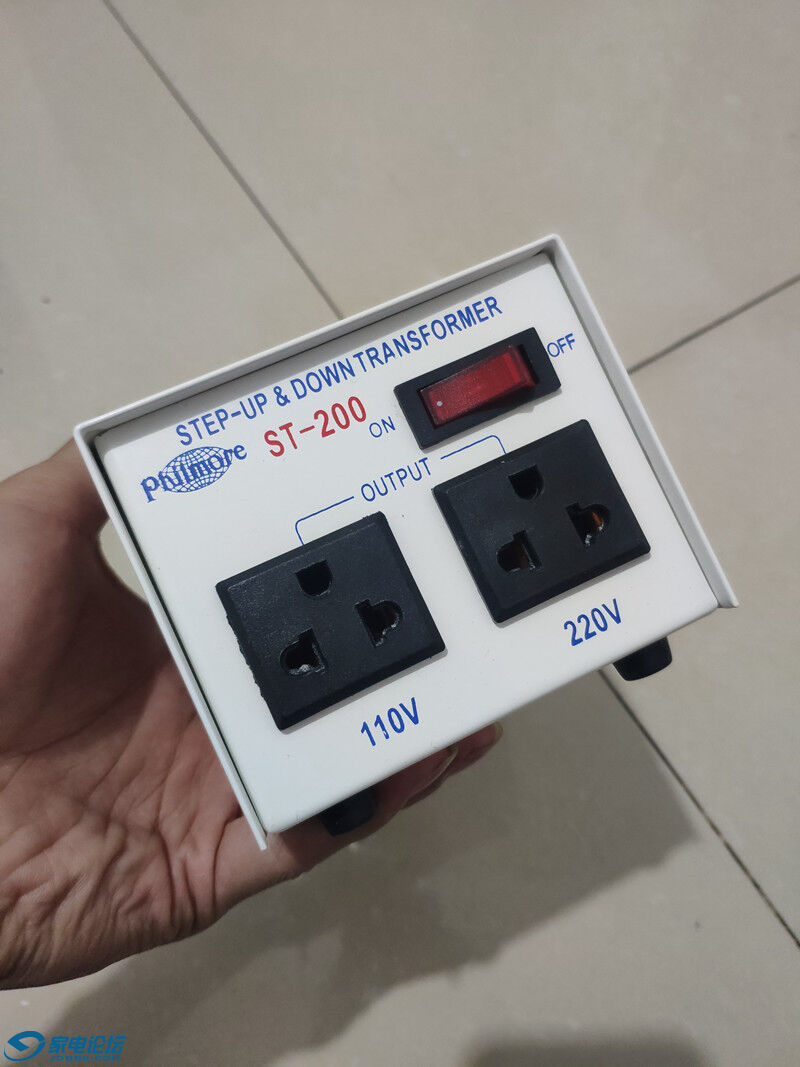 STEP-UP & DOWN TRANSFORMER
Philmore
ST-200
ON
OFF
OUTPUT
110V
220V
家电论坛